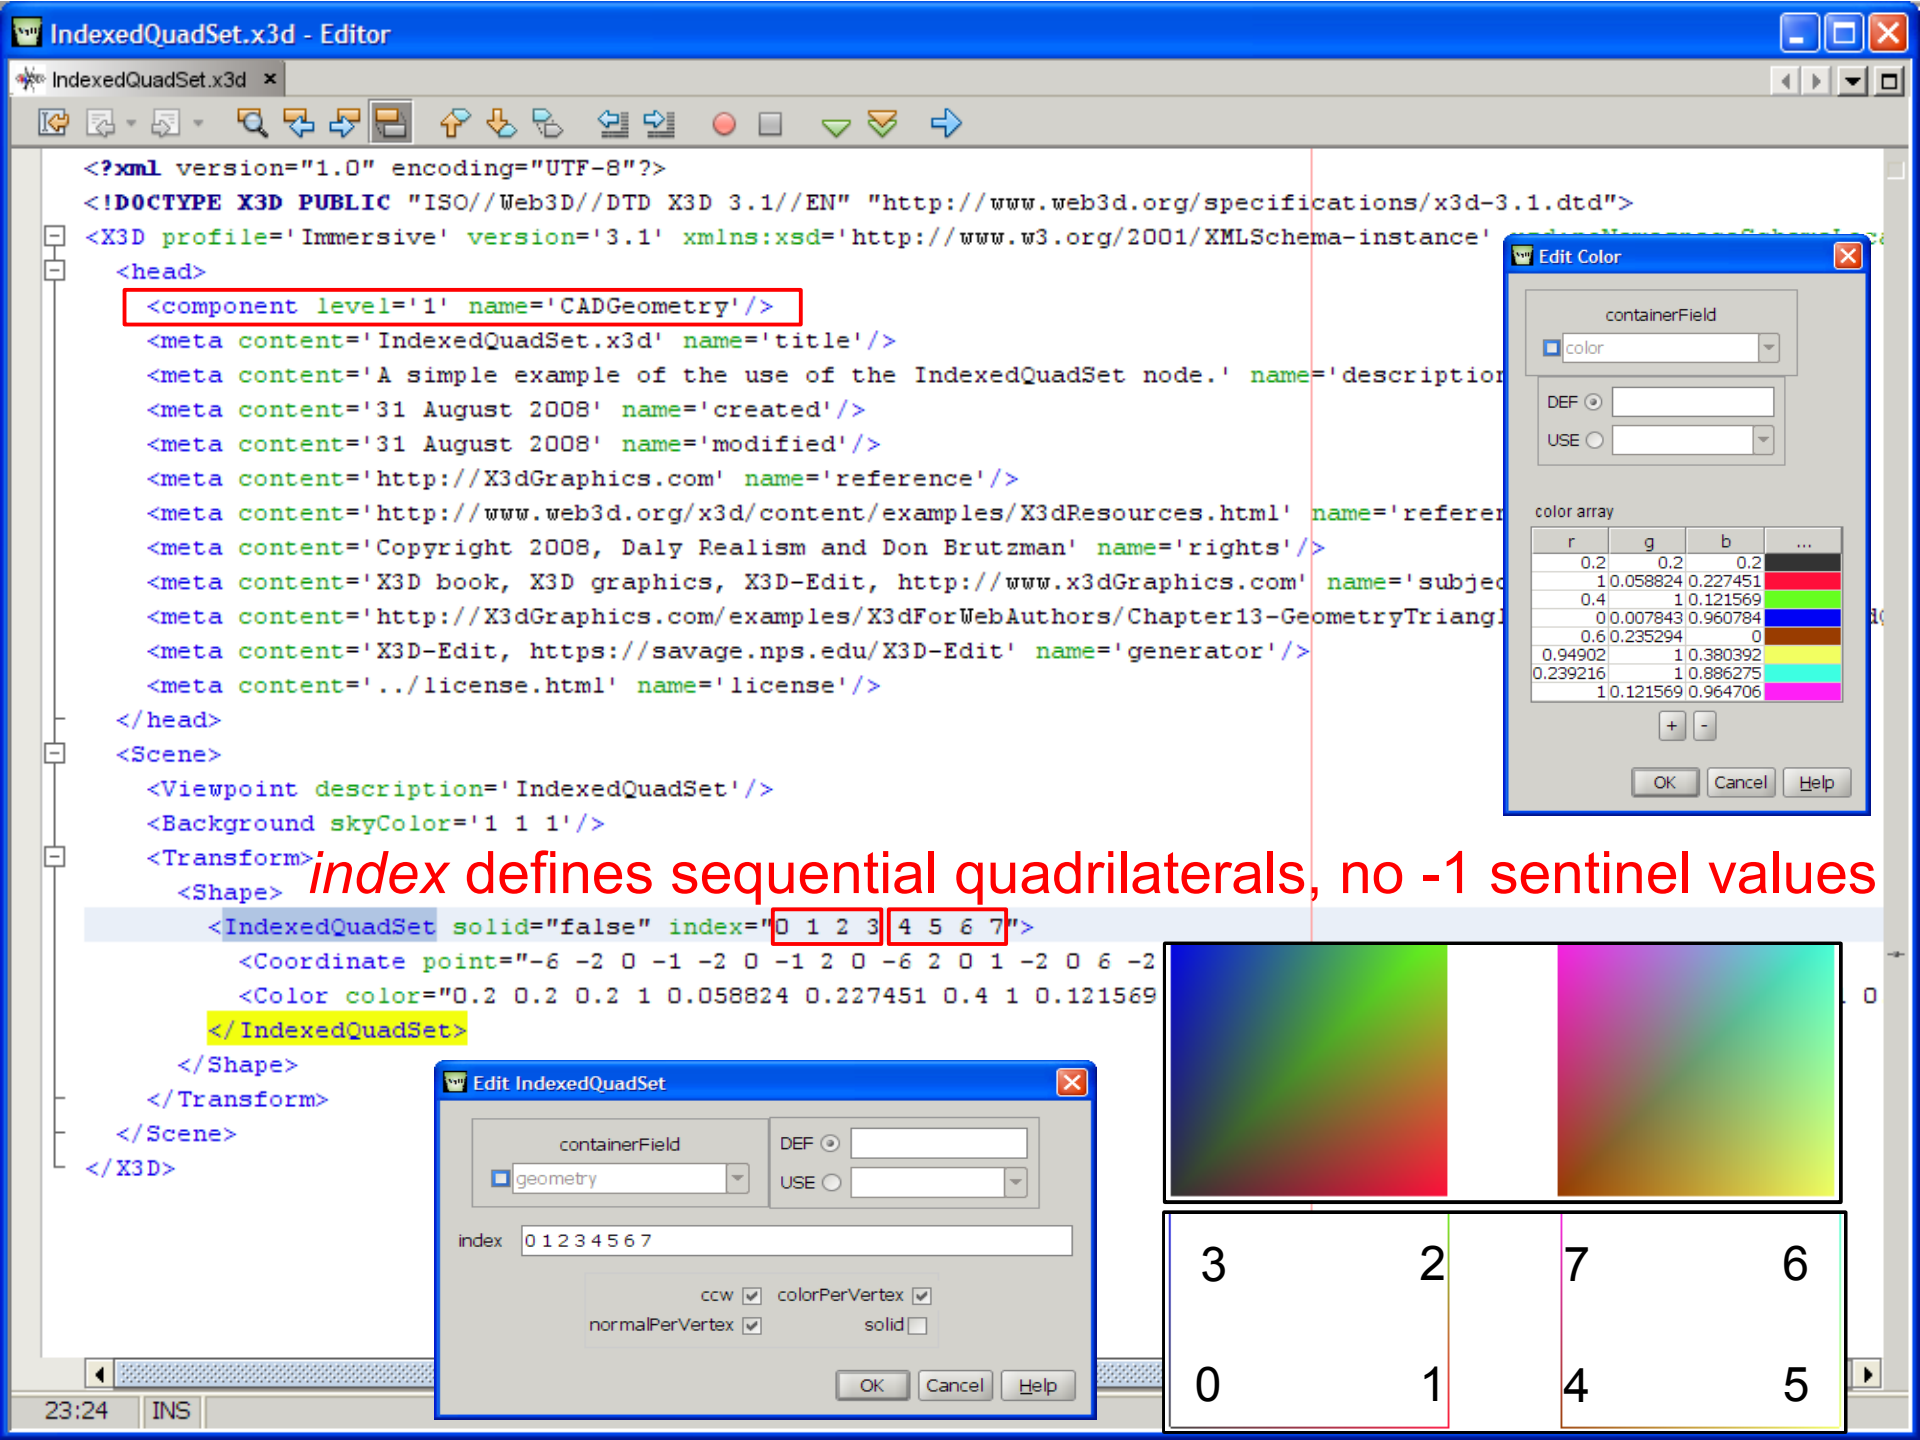 IndexedQuadSet.x3d - Editor
IndexedQuadSet.x3d ×
<?xml version="1.0" encoding="UTF-8"?>
<!DOCTYPE X3D PUBLIC "ISO//Web3D//DTD X3D 3.1//EN" "http://www.web3d.org/specifications/x3d-3.1.dtd">
<X3D profile='Immersive' version='3.1' xmlns:xsd='http://www.w3.org/2001/XMLSchema-instance'
<head>
<component level='1' name='CADGeometry'/>
<meta content='IndexedQuadSet.x3d' name='title'/>
<meta content='A simple example of the use of the IndexedQuadSet node.' name='description
<meta content='31 August 2008' name='created'/>
<meta content='31 August 2008' name='modified'/>
<meta content='http://X3dGraphics.com' name='reference'/>
<meta content='http://www.web3d.org/x3d/content/examples/X3dResources.html' name='refere
<meta content='Copyright 2008, Daly Realism and Don Brutzman' name='rights'/>
<meta content='X3D book, X3D graphics, X3D-Edit, http://www.x3dGraphics.com' name='subjec
<meta content='http://X3dGraphics.com/examples/X3dForWebAuthors/Chapter13-GeometryTriangl
<meta content='X3D-Edit, https://savage.nps.edu/X3D-Edit' name='generator'/>
<meta content='../license.html' name='license'/>
</head>
<Scene>
<Viewpoint description='IndexedQuadSet'/>
<Background skyColor='1 1 1'/>
<Transform>
index defines sequential quadrilaterals, no -1 sentinel values
<Shape>
<IndexedQuadSet solid="false" index="0 1 2 3 4 5 6 7">
<Coordinate point="-6 -2 0 -1 -2 0 -1 2 0 -6 2 0 1 -2 0 6 -2
<Color color="0.2 0.2 0.2 1 0.058824 0.227451 0.4 1 0.121569
0
</IndexedQuadSet>
</Shape>
</Transform>
</Scene>
</X3D>
23:24 INS
Edit Color
containerField
color
DEF
USE
color array
r g b ...
0.2 0.2 0.2
1 0.058824 0.227451
0.4 1 0.121569
0 0.007843 0.960784
0.6 0.235294 0
0.94902 1 0.380392
0.239216 1 0.886275
1 0.121569 0.964706
+ -
OK Cancel Help
Edit IndexedQuadSet
containerField
geometry
DEF
USE
index 0 1 2 3 4 5 6 7
ccw colorPerVertex
normalPerVertex solid
OK Cancel Help
3 2 7 6
0 1 4 5